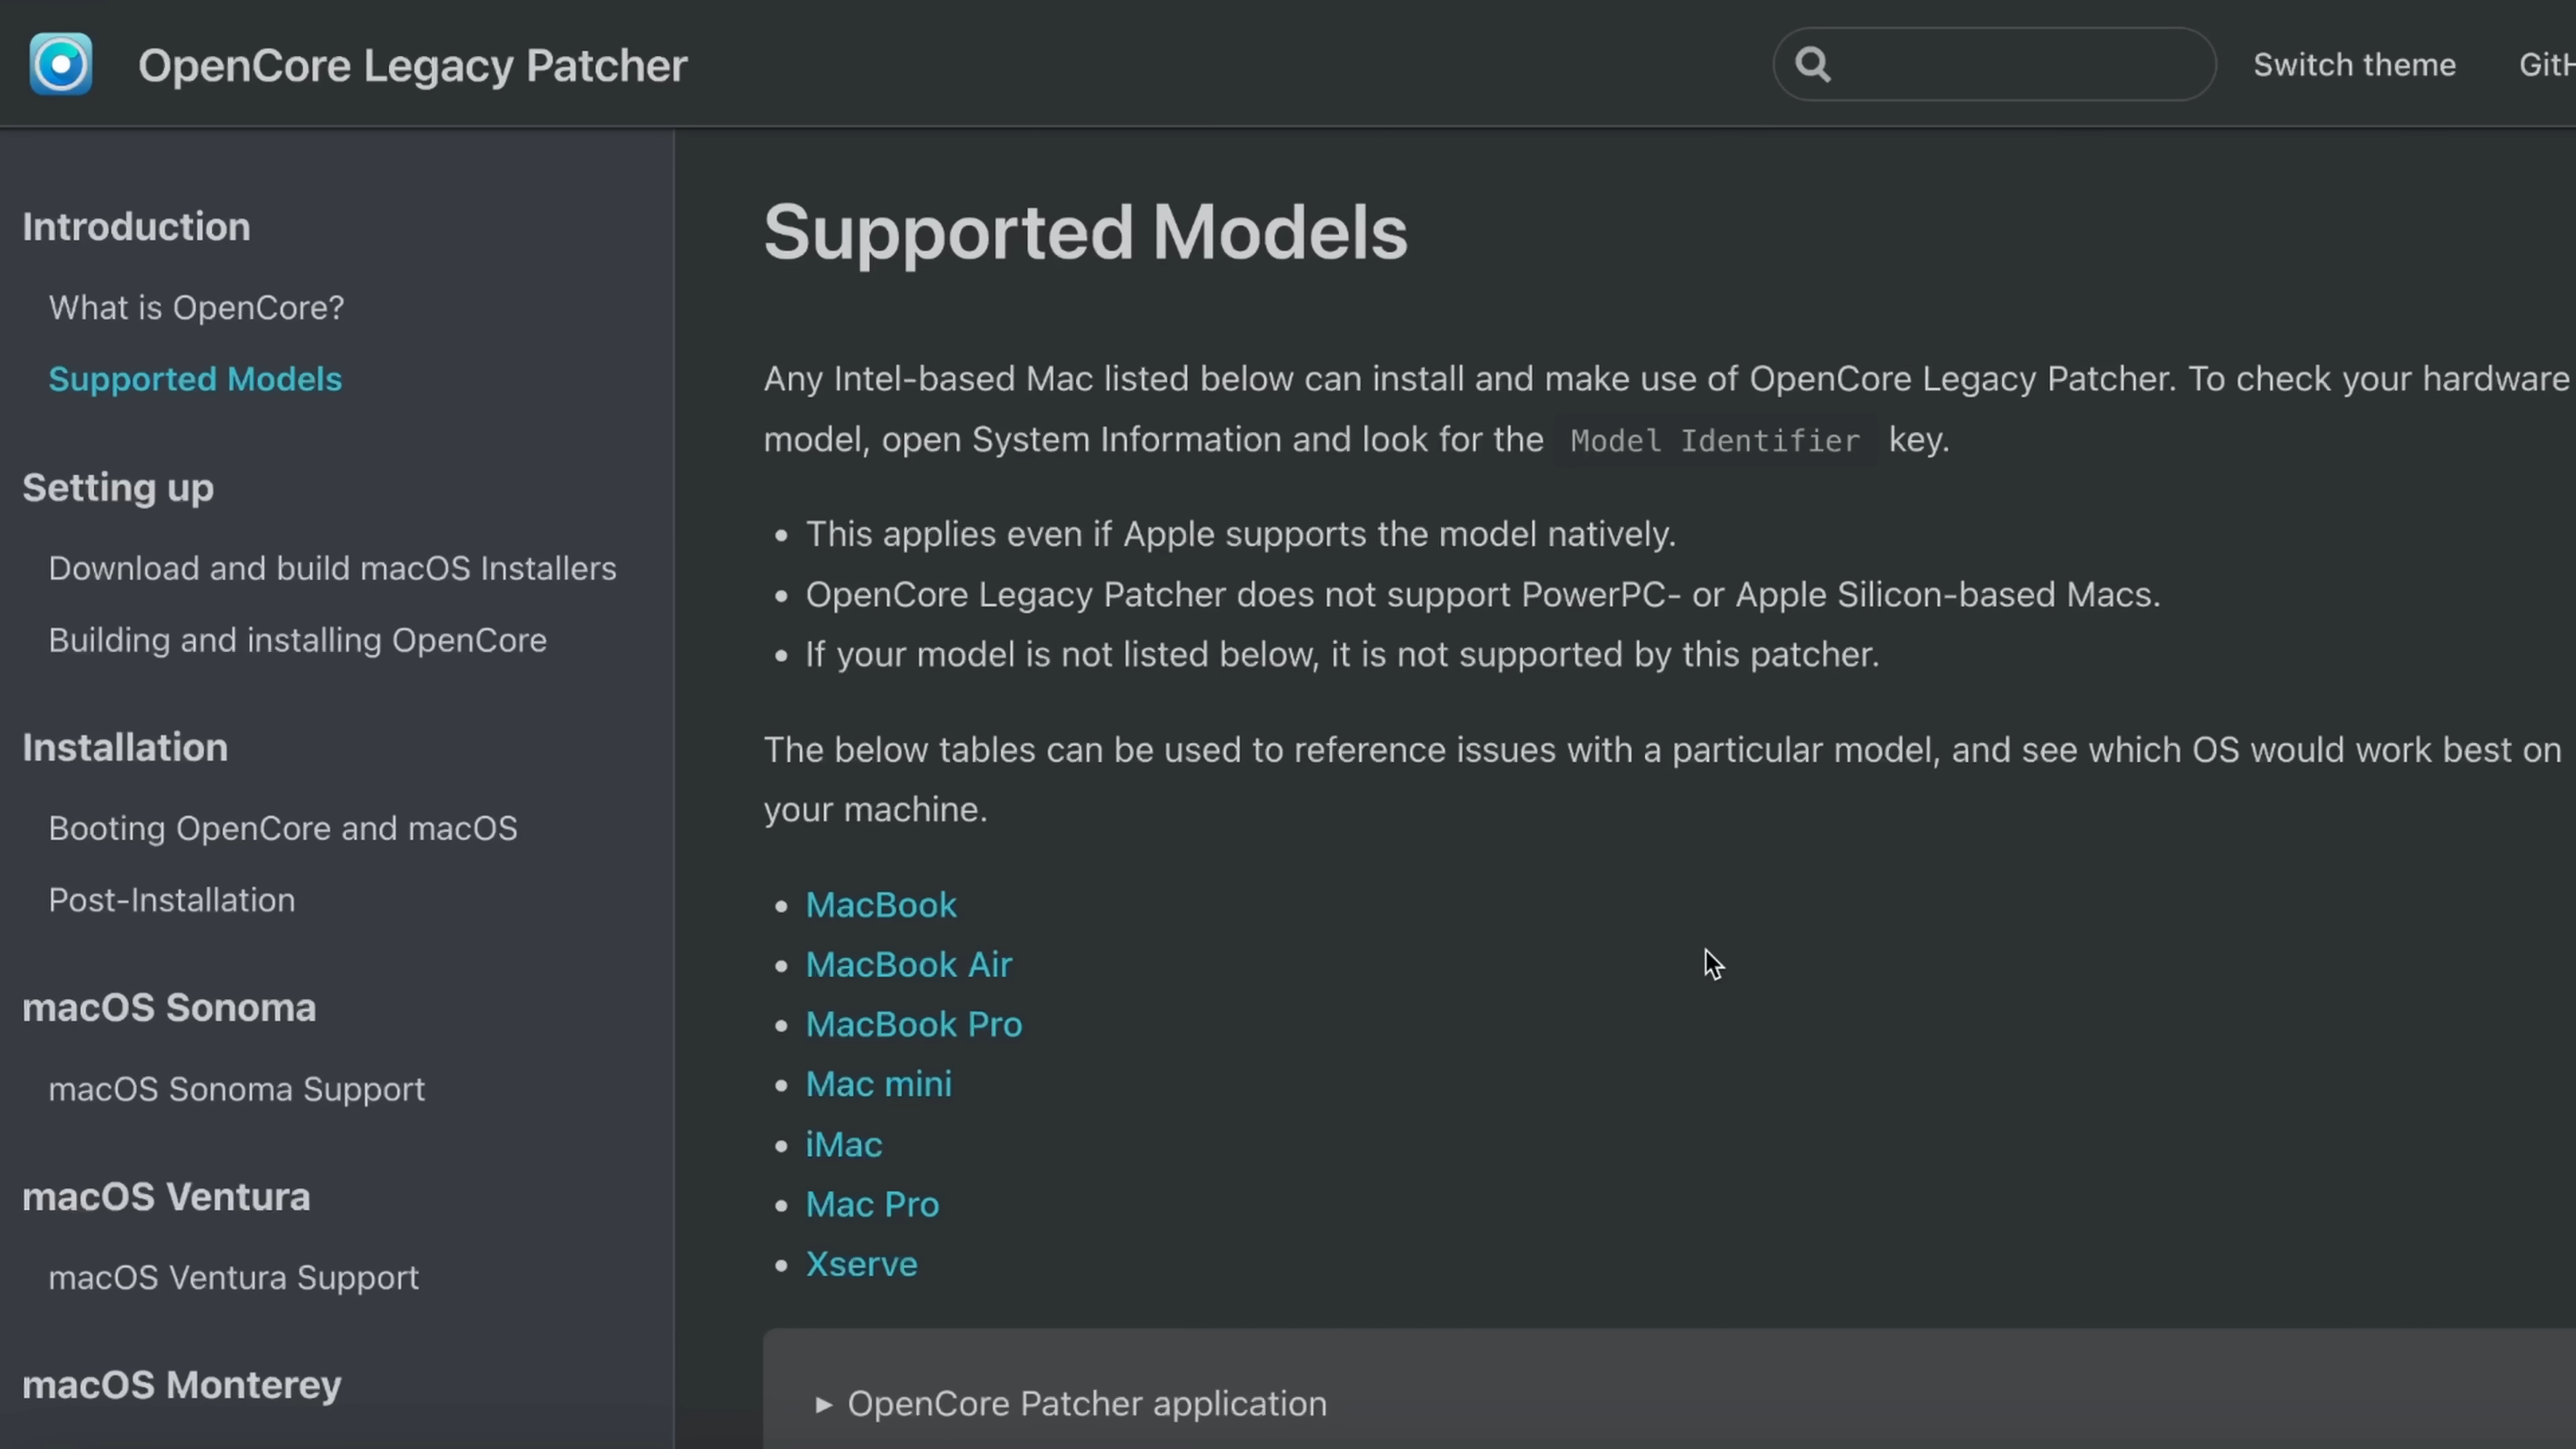 OpenCore Legacy Patcher
Switch theme
Introduction
What is OpenCore?
Supported Models
Setting up
Download and build macOS Installers
Building and installing OpenCore
Installation
Booting OpenCore and macOS
Post-Installation
macOS Sonoma
macOS Sonoma Support
macOS Ventura
macOS Ventura Support
macOS Monterey
Supported Models
Any Intel-based Mac listed below can install and make use of OpenCore Legacy Patcher. To check your hardware
model, open System Information and look for the Model Identifier key.
This applies even if Apple supports the model natively.
OpenCore Legacy Patcher does not support PowerPC- or Apple Silicon-based Macs.
If your model is not listed below, it is not supported by this patcher.
The below tables can be used to reference issues with a particular model, and see which OS would work best on
your machine.
MacBook
MacBook Air
MacBook Pro
Mac mini
iMac
Mac Pro
Xserve
OpenCore Patcher application